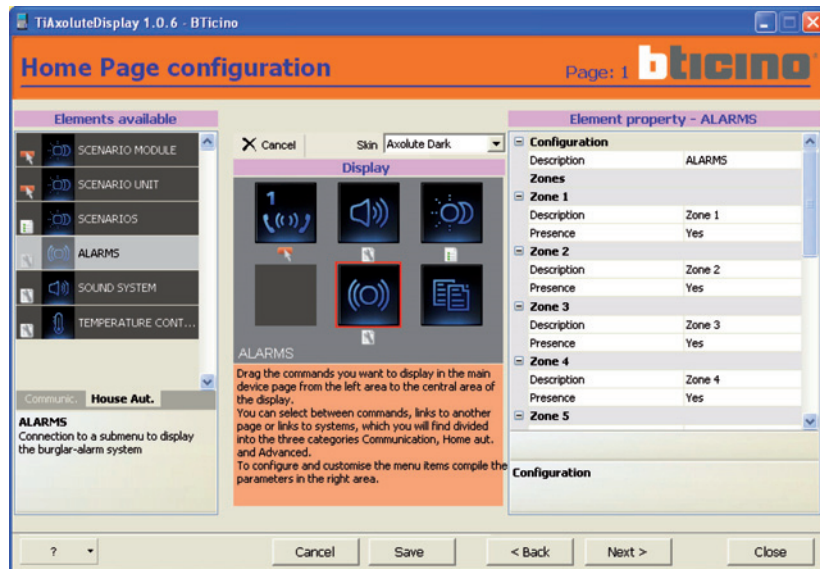 TiAxoluteDisplay 1.0.6 - BTicino
Home Page configuration
Page: 1
bticino
Elements available
SCENARIO MODULE
SCENARIO UNIT
SCENARIOS
ALARMS
SOUND SYSTEM
TEMPERATURE CONT...
Communic.
House Aut.
ALARMS
Connection to a submenu to display
the burglar-alarm system
Cancel
Skin
Axolute Dark
Display
1
ALARMS
Drag the commands you want to display in the main
device page from the left area to the central area of
the display.
You can select between commands, links to another
page or links to systems, which you will find divided
into the three categories Communication, Home aut.
and Advanced.
To configure and customise the menu items compile the
parameters in the right area.
Element property - ALARMS
Configuration
Description ALARMS
Zones
Zone 1
Description Zone 1
Presence Yes
Zone 2
Description Zone 2
Presence Yes
Zone 3
Description Zone 3
Presence Yes
Zone 4
Description Zone 4
Presence Yes
Zone 5
Configuration
?
Cancel
Save
< Back
Next >
Close